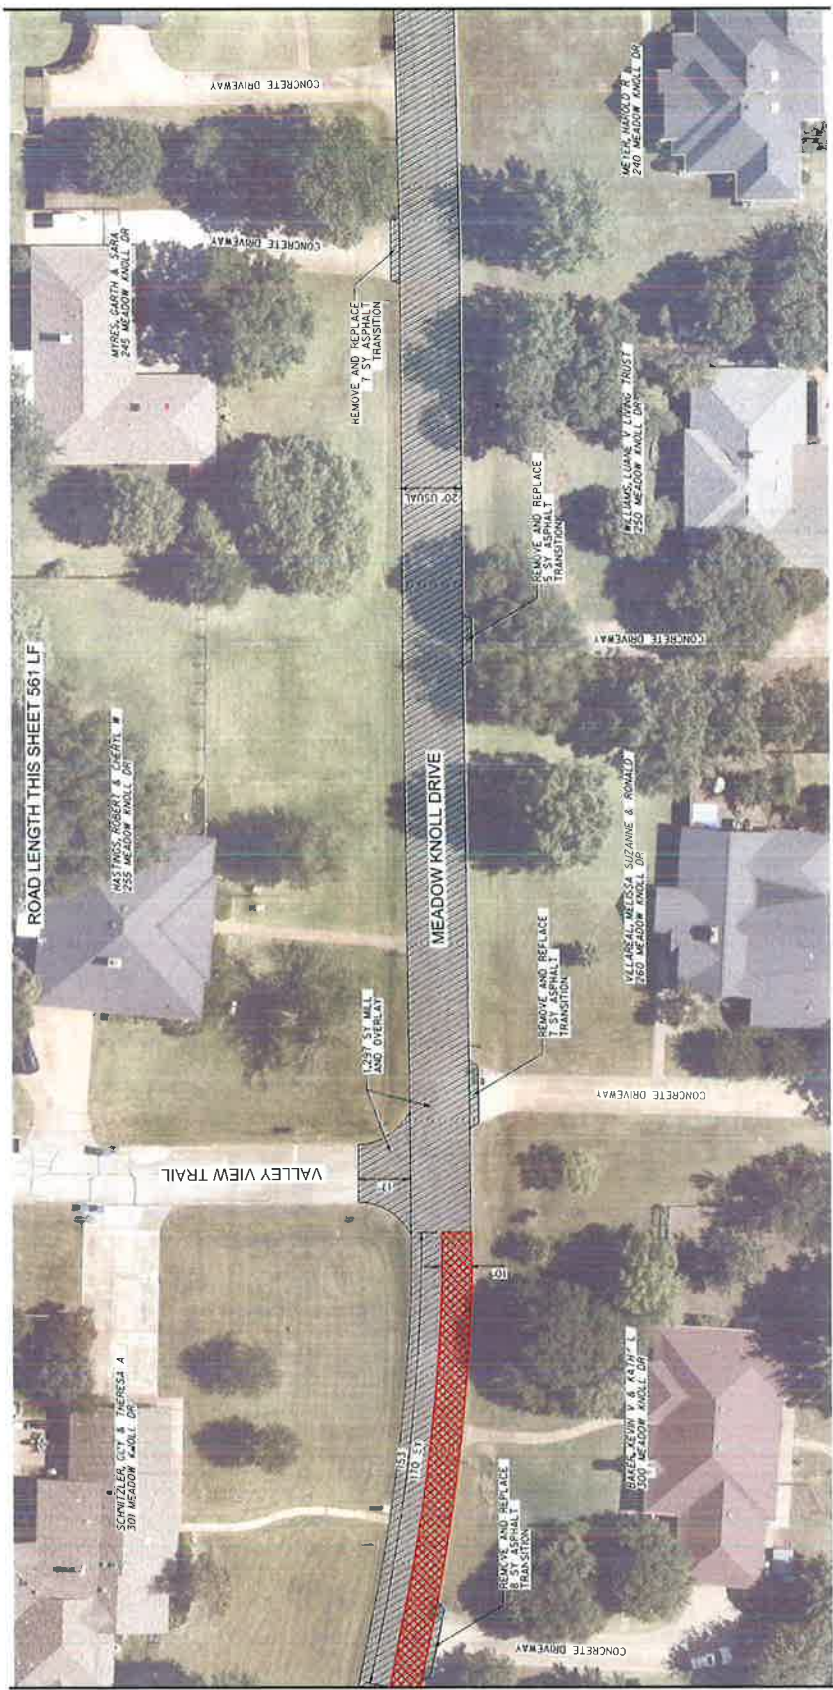 CONCRETE DRIVEWAY
MEYER, HAROLD R &
240 MEADOW KNOLL DR
CONCRETE DRIVEWAY
MYRES, GARTH & SARA
245 MEADOW KNOLL DR
REMOVE AND REPLACE
7 SY ASPHALT
TRANSITION
WILLIAMS, LUANE V LIVING TRUST
250 MEADOW KNOLL DR
20' USUAL
REMOVE AND REPLACE
5 SY ASPHALT
TRANSITION
CONCRETE DRIVEWAY
ROAD LENGTH THIS SHEET 561 LF
HASTINGS, ROBERT & CHERYL W
255 MEADOW KNOLL DR
MEADOW KNOLL DRIVE
VILLAREAL, MELISSA SUZANNE & RONALD
260 MEADOW KNOLL DR
REMOVE AND REPLACE
7 SY ASPHALT
TRANSITION
1,297 SY MILL
AND OVERLAY
CONCRETE DRIVEWAY
VALLEY VIEW TRAIL
17'
10'
SCHNITZLER, GUY & THERESA A
301 MEADOW KNOLL DR
153'
170 SY
BAKER, KEVIN V & KATHY L
300 MEADOW KNOLL DR
REMOVE AND REPLACE
8 SY ASPHALT
TRANSITION
CONCRETE DRIVEWAY